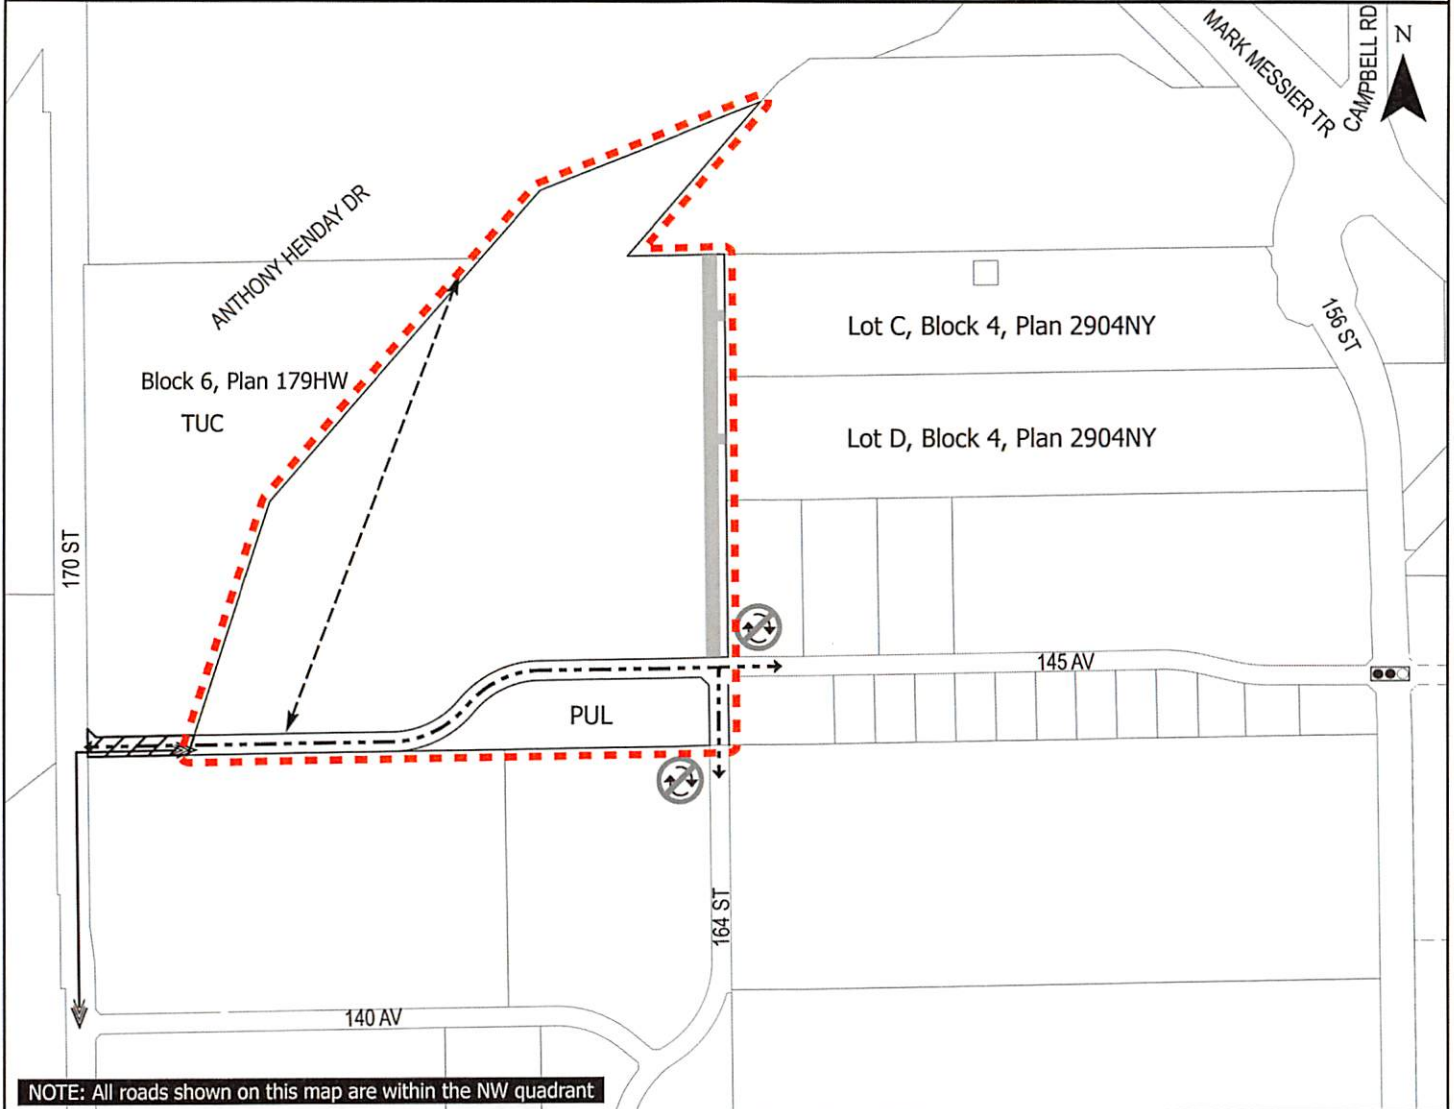 MARK MESSIER TR
CAMPBELL RD
N
ANTHONY HENDAY DR
Block 6, Plan 179HW
TUC
Lot C, Block 4, Plan 2904NY
156 ST
Lot D, Block 4, Plan 2904NY
170 ST
145 AV
PUL
164 ST
140 AV
NOTE: All roads shown on this map are within the NW quadrant